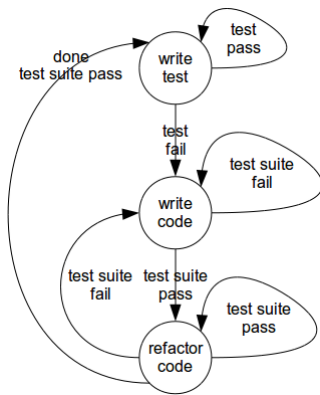 done
test suite pass
write
test
test
pass
test
fail
write
code
test suite
fail
test suite
fail
test suite
pass
refactor
code
test suite
pass